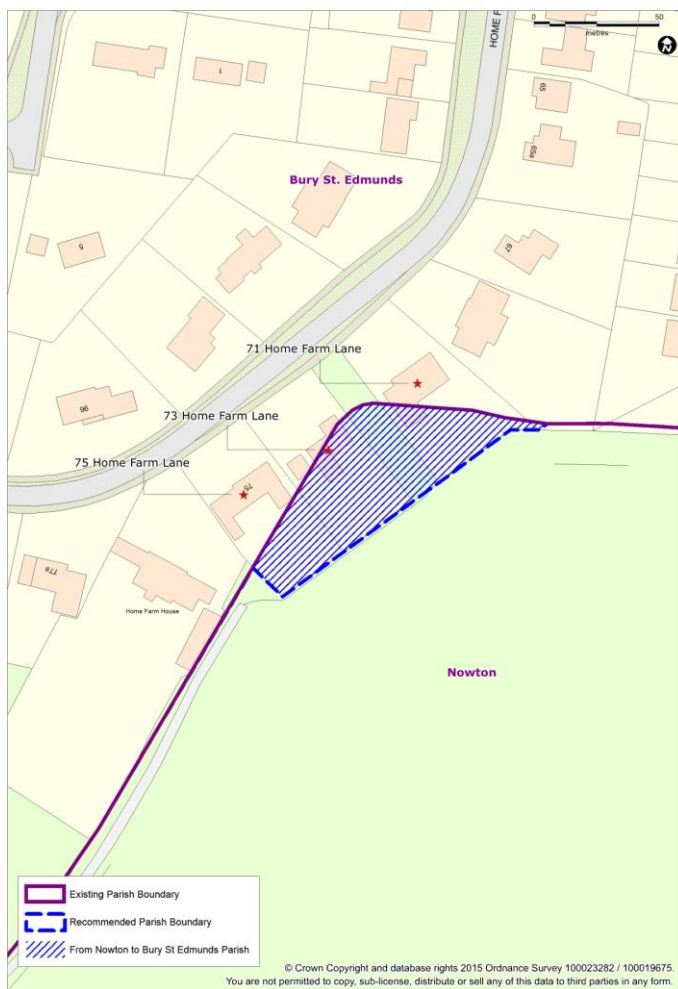 0 50
metres
N
HOME F
1
65
65a
Bury St. Edmunds
5
67
71 Home Farm Lane
96
73 Home Farm Lane
75 Home Farm Lane
75
77a
Home Farm House
Nowton
Existing Parish Boundary
Recommended Parish Boundary
From Nowton to Bury St Edmunds Parish
© Crown Copyright and database rights 2015 Ordnance Survey 100023282 / 100019675.
You are not permitted to copy, sub-license, distribute or sell any of this data to third parties in any form.